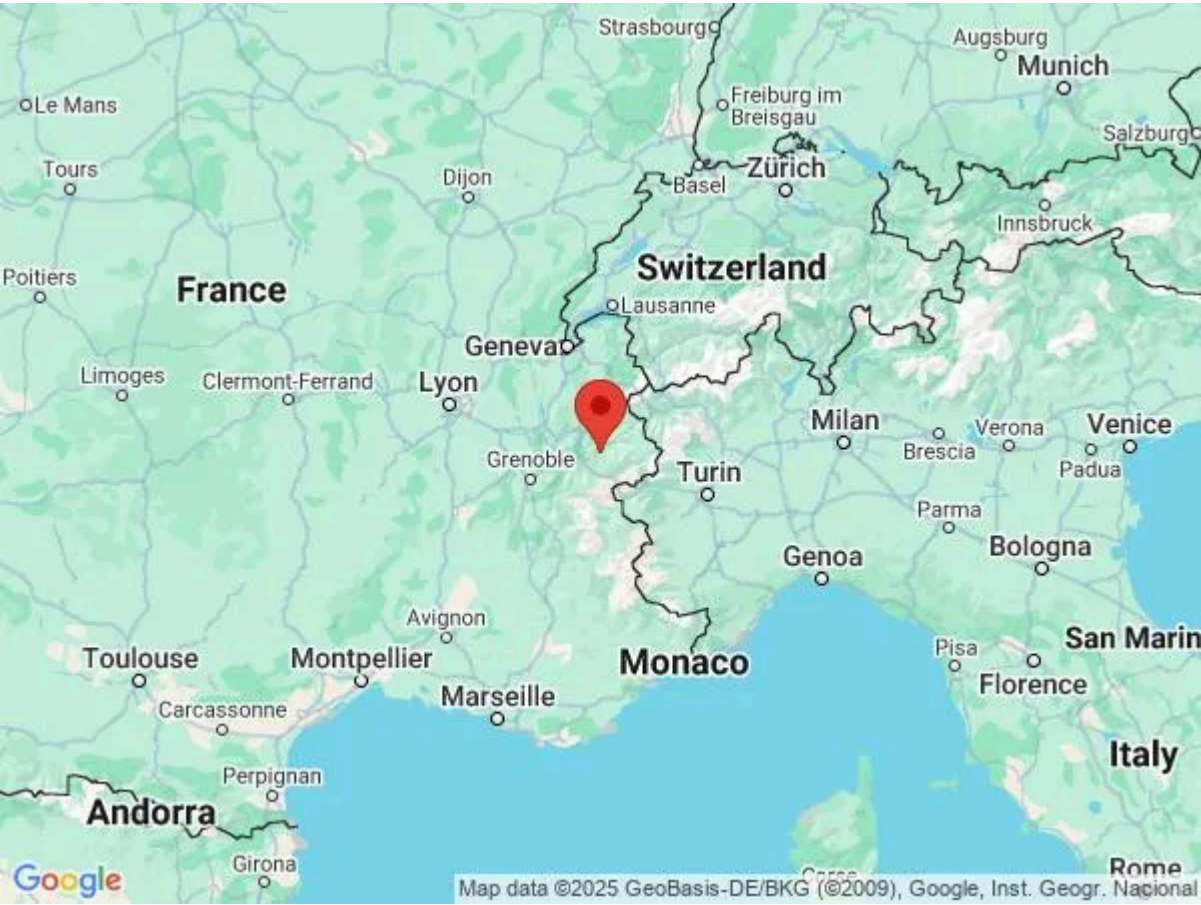 Strasbourg
Augsburg
Munich
Le Mans
Freiburg im
Breisgau
Salzburg
Tours
Dijon
Basel
Zürich
Innsbruck
Poitiers
France
Switzerland
Lausanne
Geneva
Limoges
Clermont-Ferrand
Lyon
Milan
Verona
Venice
Brescia
Padua
Grenoble
Turin
Parma
Bologna
Genoa
Avignon
Toulouse
Montpellier
Monaco
Pisa
San Marin
Florence
Marseille
Carcassonne
Italy
Perpignan
Andorra
Girona
Corse
Rome
Google
Map data ©2025 GeoBasis-DE/BKG (©2009), Google, Inst. Geogr. Nacional